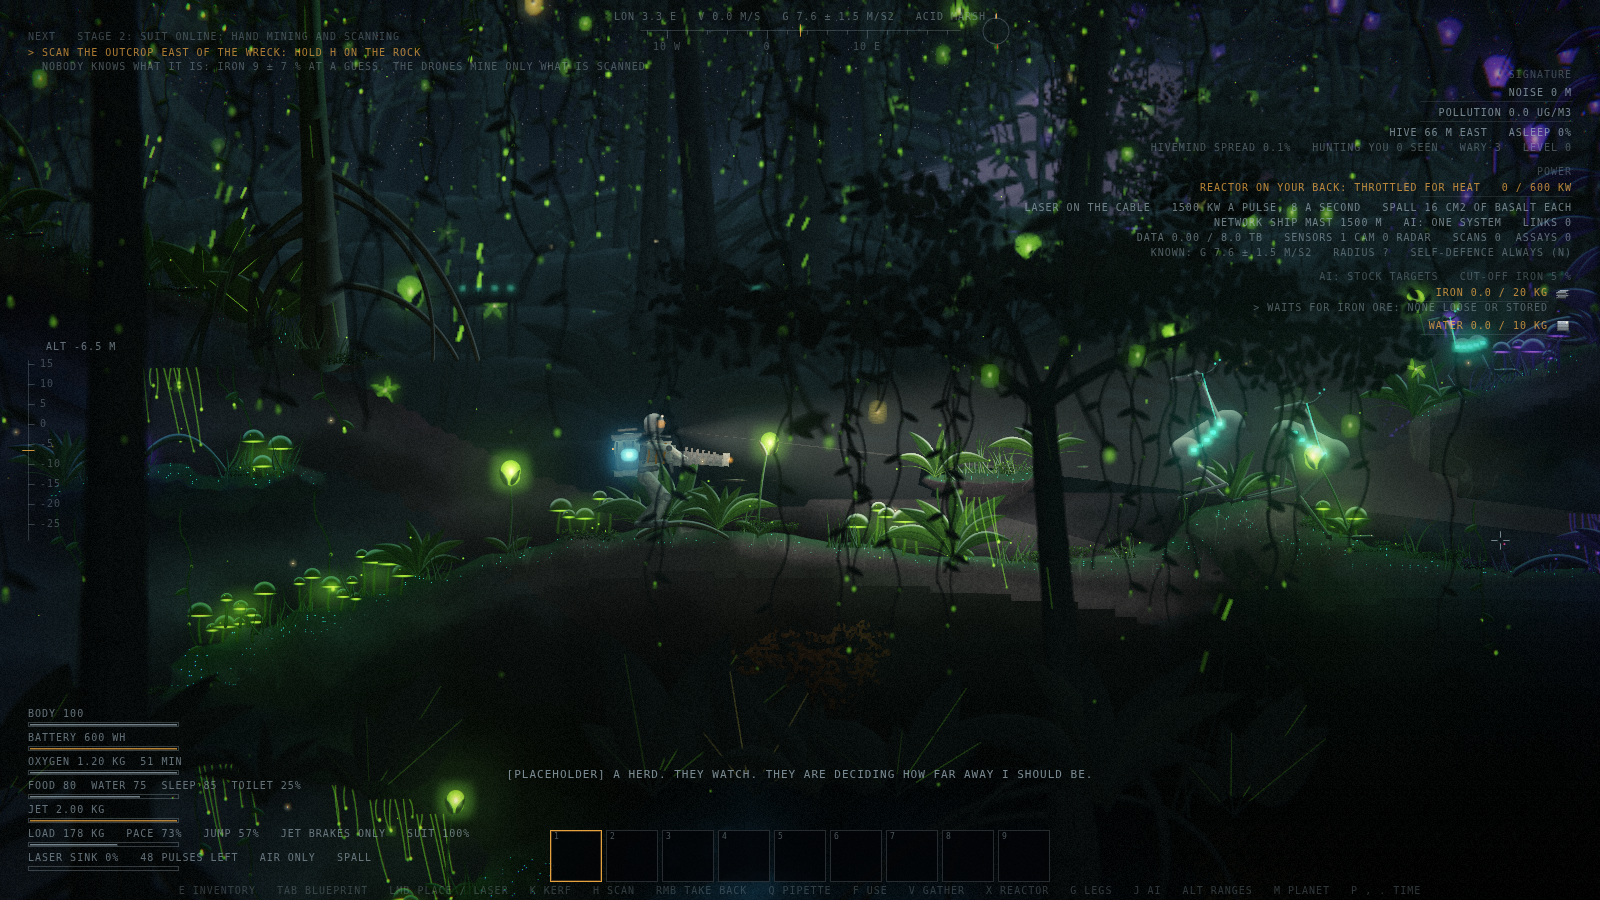 LON 3.3 E   V 0.0 M/S   G 7.6 ± 1.5 M/S2   ACID MARSH
10 W   0   10 E
NEXT   STAGE 2: SUIT ONLINE: HAND MINING AND SCANNING
> SCAN THE OUTCROP EAST OF THE WRECK: HOLD H ON THE ROCK
NOBODY KNOWS WHAT IT IS: IRON 9 ± 7 % AT A GUESS. THE DRONES MINE ONLY WHAT IS SCANNED
SIGNATURE
NOISE 0 M
POLLUTION 0.0 UG/M3
HIVE 66 M EAST   ASLEEP 0%
HIVEMIND SPREAD 0.1%   HUNTING YOU 0 SEEN   WARY 3   LEVEL 0
POWER
REACTOR ON YOUR BACK: THROTTLED FOR HEAT   0 / 600 KW
LASER ON THE CABLE   1500 KW A PULSE, 8 A SECOND   SPALL 16 CM2 OF BASALT EACH
NETWORK SHIP MAST 1500 M   AI: ONE SYSTEM   LINKS 0
DATA 0.00 / 8.0 TB   SENSORS 1 CAM 0 RADAR   SCANS 0   ASSAYS 0
KNOWN: G 7.6 ± 1.5 M/S2   RADIUS ?   SELF-DEFENCE ALWAYS (N)
AI: STOCK TARGETS   CUT-OFF IRON 5 %
IRON 0.0 / 20 KG
> WAITS FOR IRON ORE: NONE LOOSE OR STORED
WATER 0.0 / 10 KG
ALT -6.5 M
15
10
5
0
-5
-10
-15
-20
-25
[PLACEHOLDER] A HERD. THEY WATCH. THEY ARE DECIDING HOW FAR AWAY I SHOULD BE.
BODY 100
BATTERY 600 WH
OXYGEN 1.20 KG   51 MIN
FOOD 80   WATER 75   SLEEP 85   TOILET 25%
JET 2.00 KG
LOAD 178 KG   PACE 73%   JUMP 57%   JET BRAKES ONLY   SUIT 100%
LASER SINK 0%   48 PULSES LEFT   AIR ONLY   SPALL
1 2 3 4 5 6 7 8 9
E INVENTORY   TAB BLUEPRINT   LMB PLACE / LASER   K KERF   H SCAN   RMB TAKE BACK   Q PIPETTE   F USE   V GATHER   X REACTOR   G LEGS   J AI   ALT RANGES   M PLANET   P , . TIME